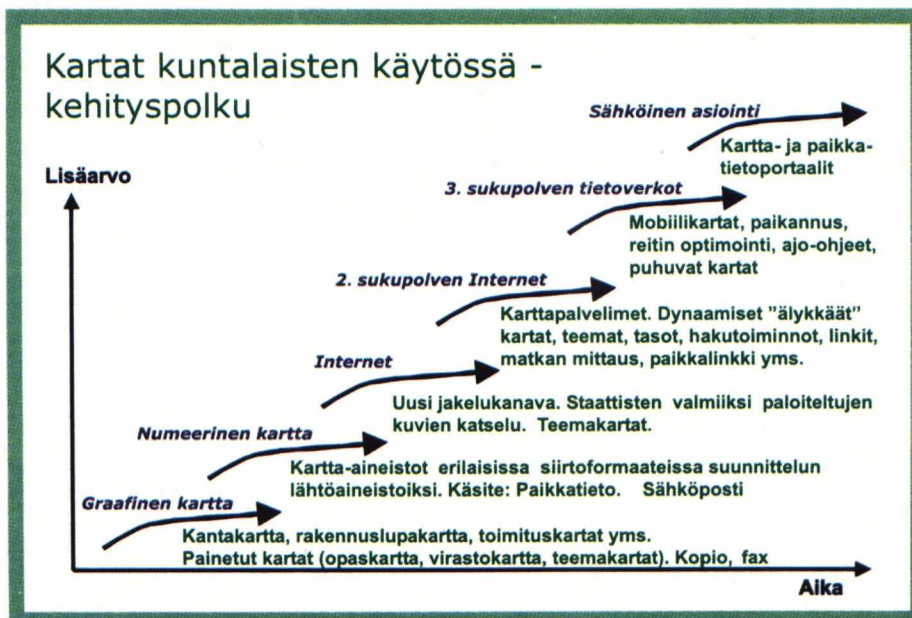 Kartat kuntalaisten käytössä -
kehityspolku
Sähköinen asiointi
Kartta- ja paikka-
tietoportaalit
Lisäarvo
3. sukupolven tietoverkot
Mobiilikartat, paikannus,
reitin optimointi, ajo-ohjeet,
puhuvat kartat
2. sukupolven Internet
Karttapalvelimet. Dynaamiset ”älykkäät”
kartat, teemat, tasot, hakutoiminnot, linkit,
matkan mittaus, paikkalinkki yms.
Internet
Uusi jakelukanava. Staattisten valmiiksi paloiteltujen
kuvien katselu. Teemakartat.
Numeerinen kartta
Kartta-aineistot erilaisissa siirtoformaateissa suunnittelun
lähtöaineistoiksi. Käsite: Paikkatieto. Sähköposti
Graafinen kartta
Kantakartta, rakennuslupakartta, toimituskartat yms.
Painetut kartat (opaskartta, virastokartta, teemakartat). Kopio, fax
Aika